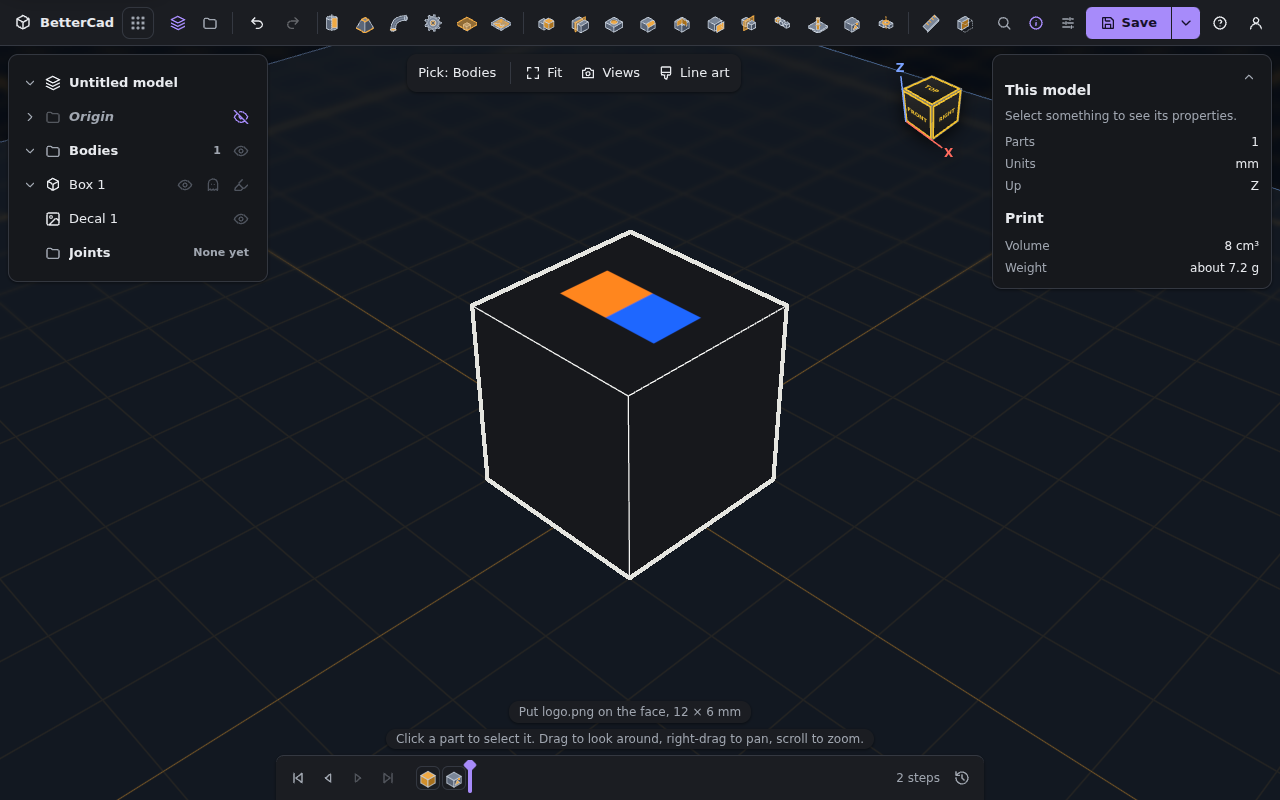 BetterCad
Save
Untitled model
Origin
Bodies 1
Box 1
Decal 1
Joints None yet
Pick: Bodies Fit Views Line art
Z
TOP
FRONT
RIGHT
X
This model
Select something to see its properties.
Parts 1
Units mm
Up Z
Print
Volume 8 cm³
Weight about 7.2 g
Put logo.png on the face, 12 × 6 mm
Click a part to select it. Drag to look around, right-drag to pan, scroll to zoom.
2 steps